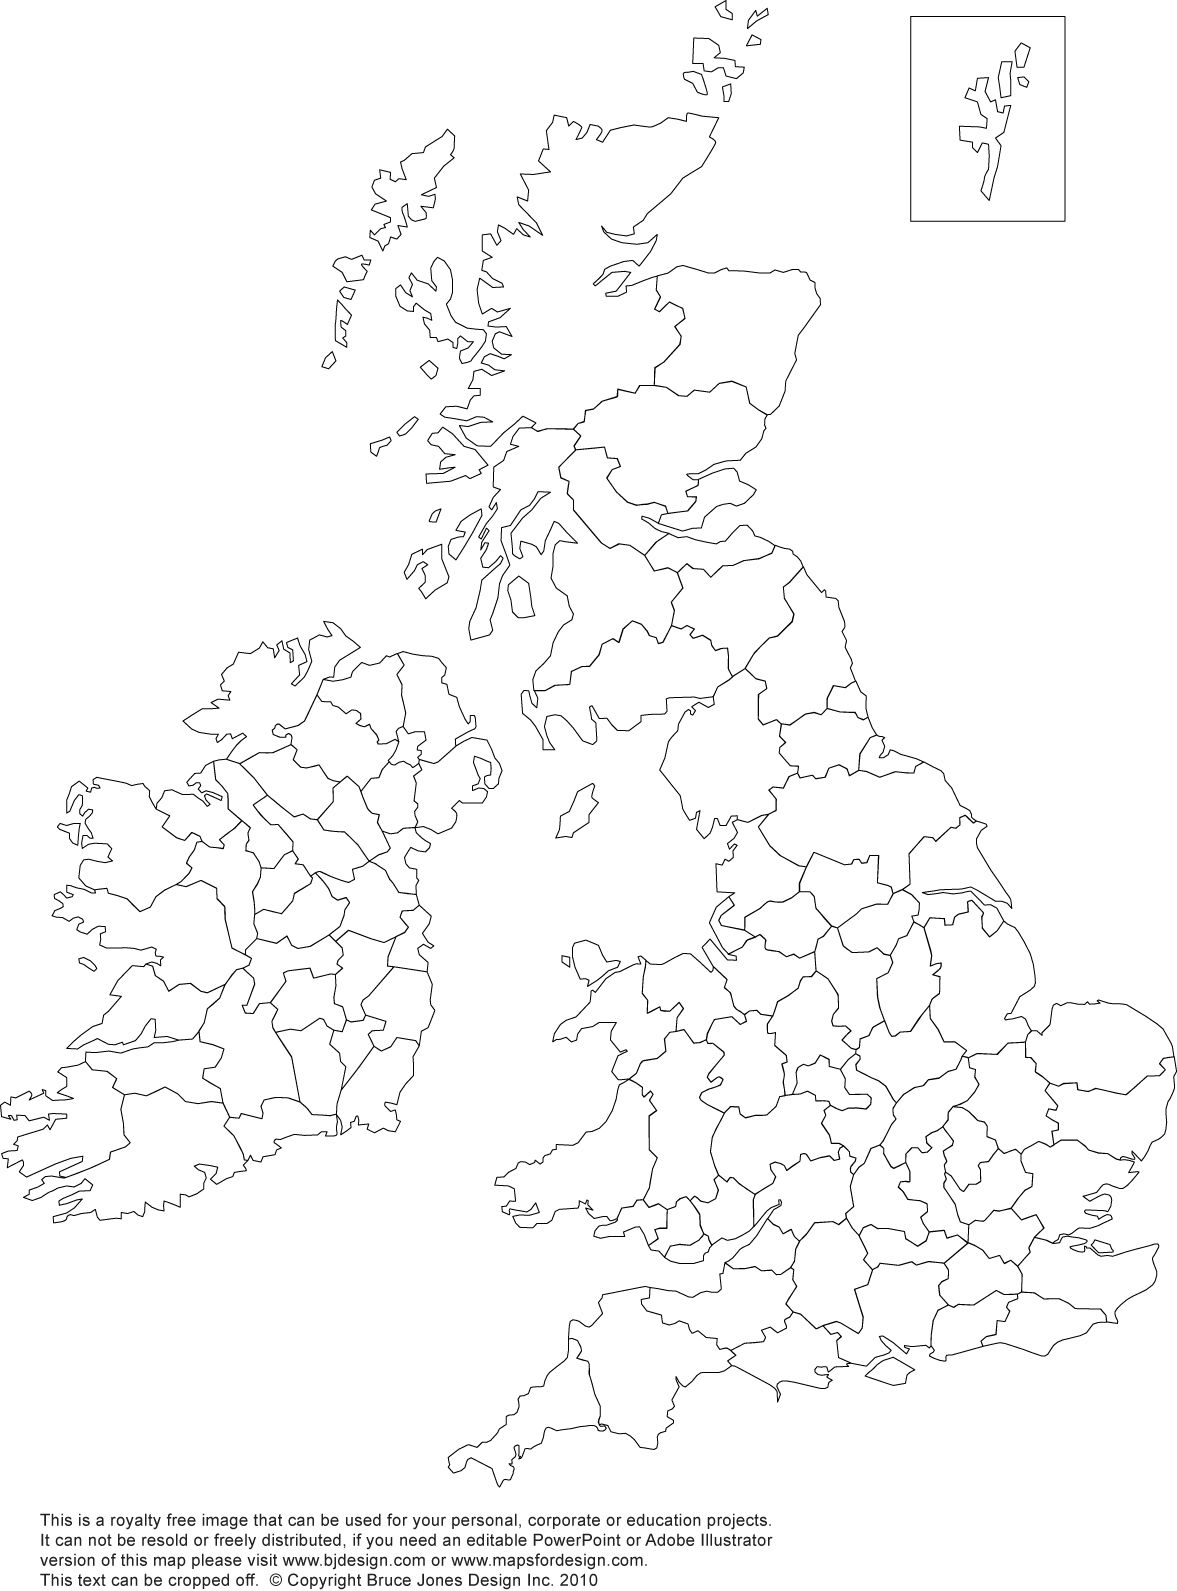 This is a royalty free image that can be used for your personal, corporate or education projects.
It can not be resold or freely distributed, if you need an editable PowerPoint or Adobe Illustrator
version of this map please visit www.bjdesign.com or www.mapsfordesign.com.
This text can be cropped off.  © Copyright Bruce Jones Design Inc. 2010